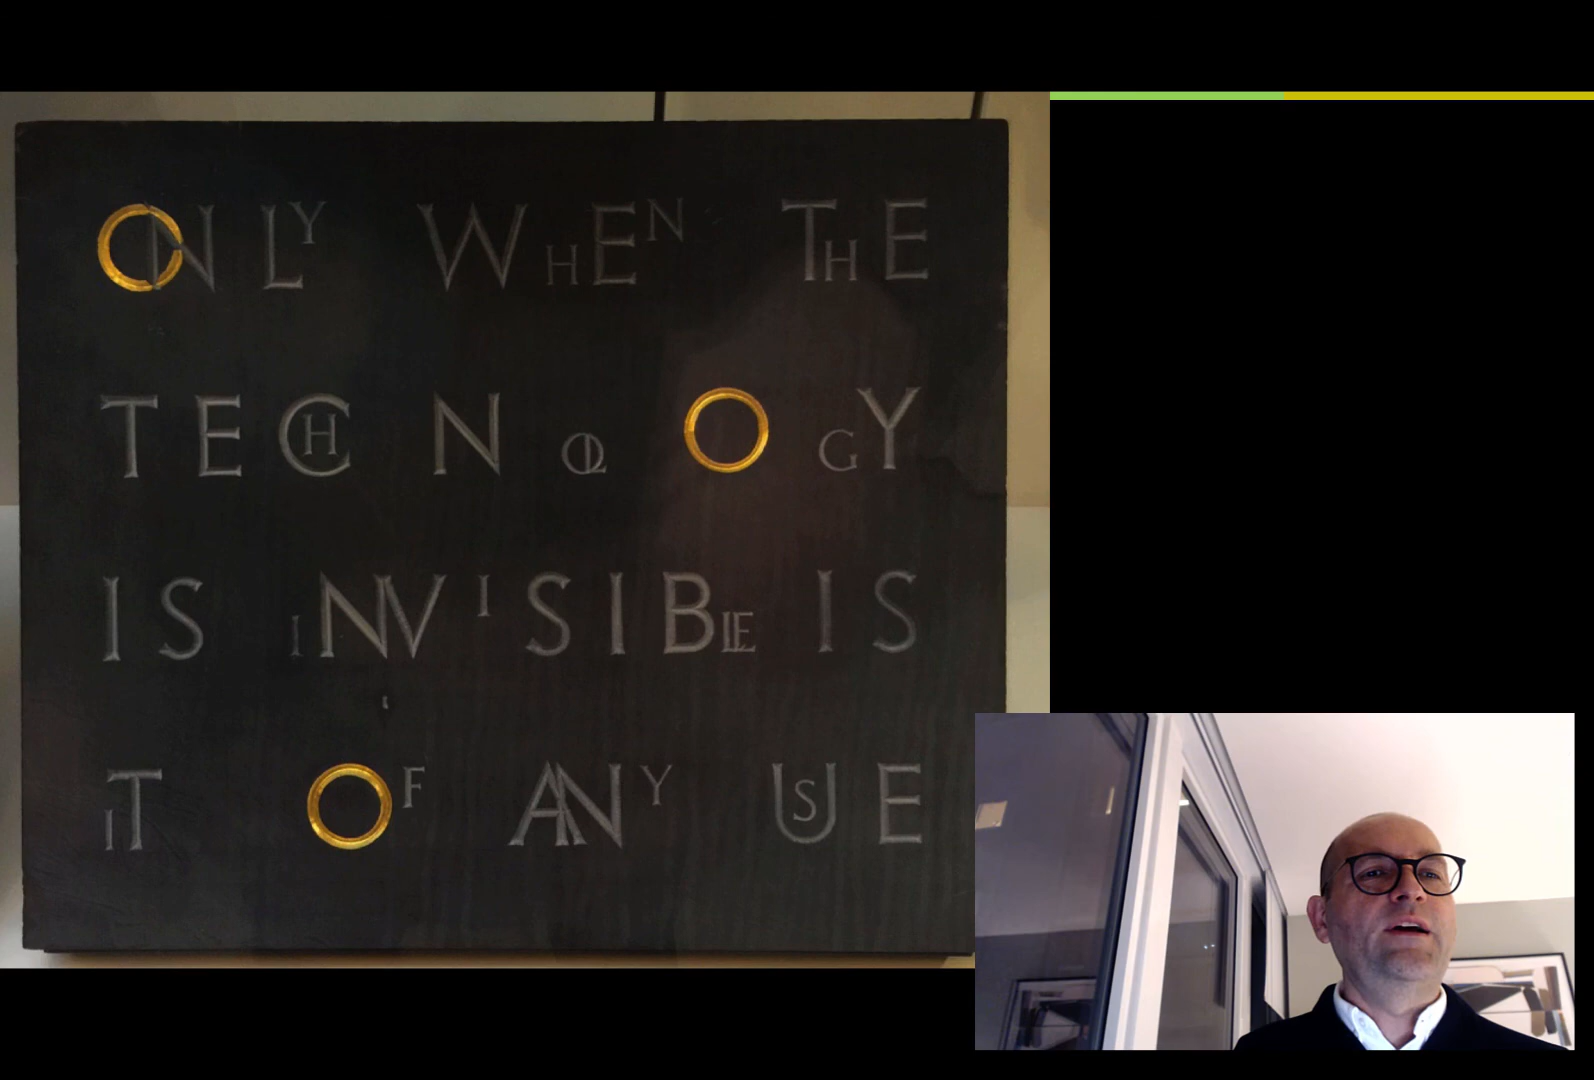 ONLY WHEN THE
TECHNOLOGY
IS INVISIBLE IS
IT OF ANY USE